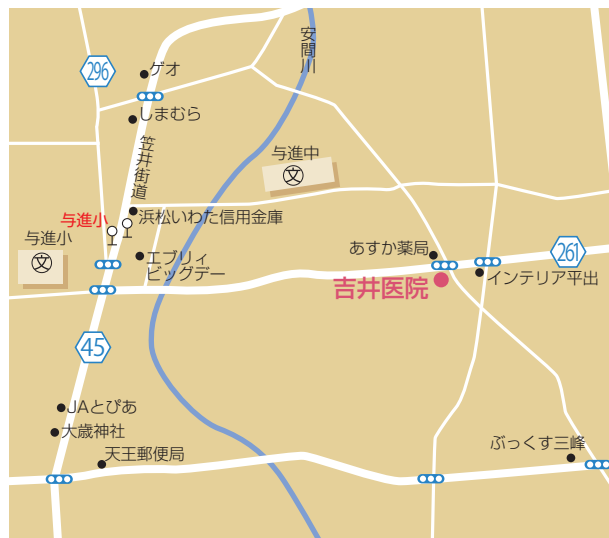 安間川
296
ゲオ
しまむら
笠井街道
与進中
文
与進小
浜松いわた信用金庫
与進小
文
エブリィ
ビッグデー
あすか薬局
261
インテリア平出
吉井医院
45
JAとぴあ
大歳神社
天王郵便局
ぶっくす三峰